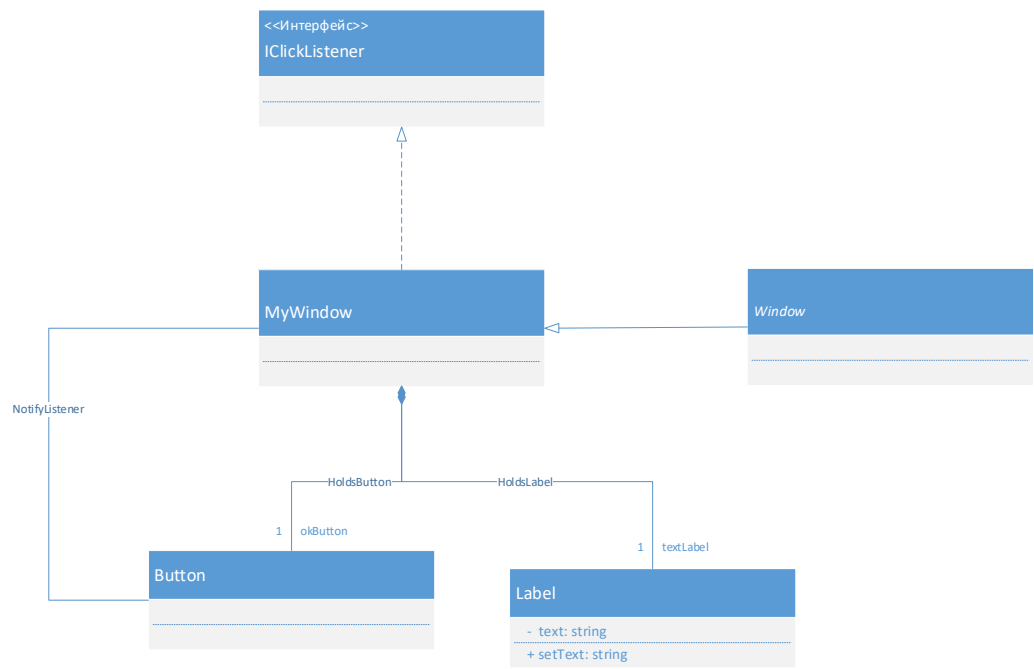 <<Интерфейс>>
IClickListener
MyWindow
Window
NotifyListener
HoldsButton
HoldsLabel
1 okButton
1 textLabel
Button
Label
- text: string
+ setText: string